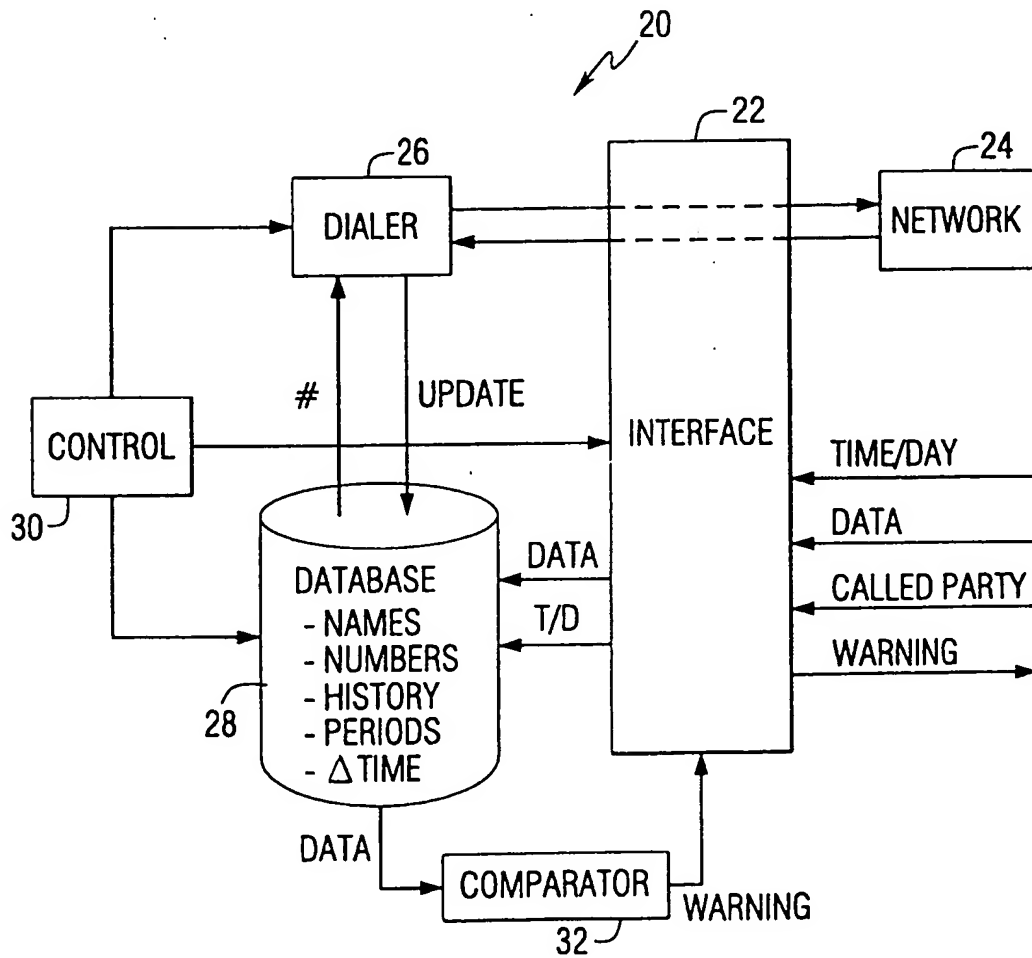 20
22
26
24
DIALER
NETWORK
#
UPDATE
CONTROL
INTERFACE
30
TIME/DAY
DATA
DATA
DATABASE
CALLED PARTY
- NAMES
T/D
- NUMBERS
WARNING
- HISTORY
28
- PERIODS
- Δ TIME
DATA
COMPARATOR
WARNING
32